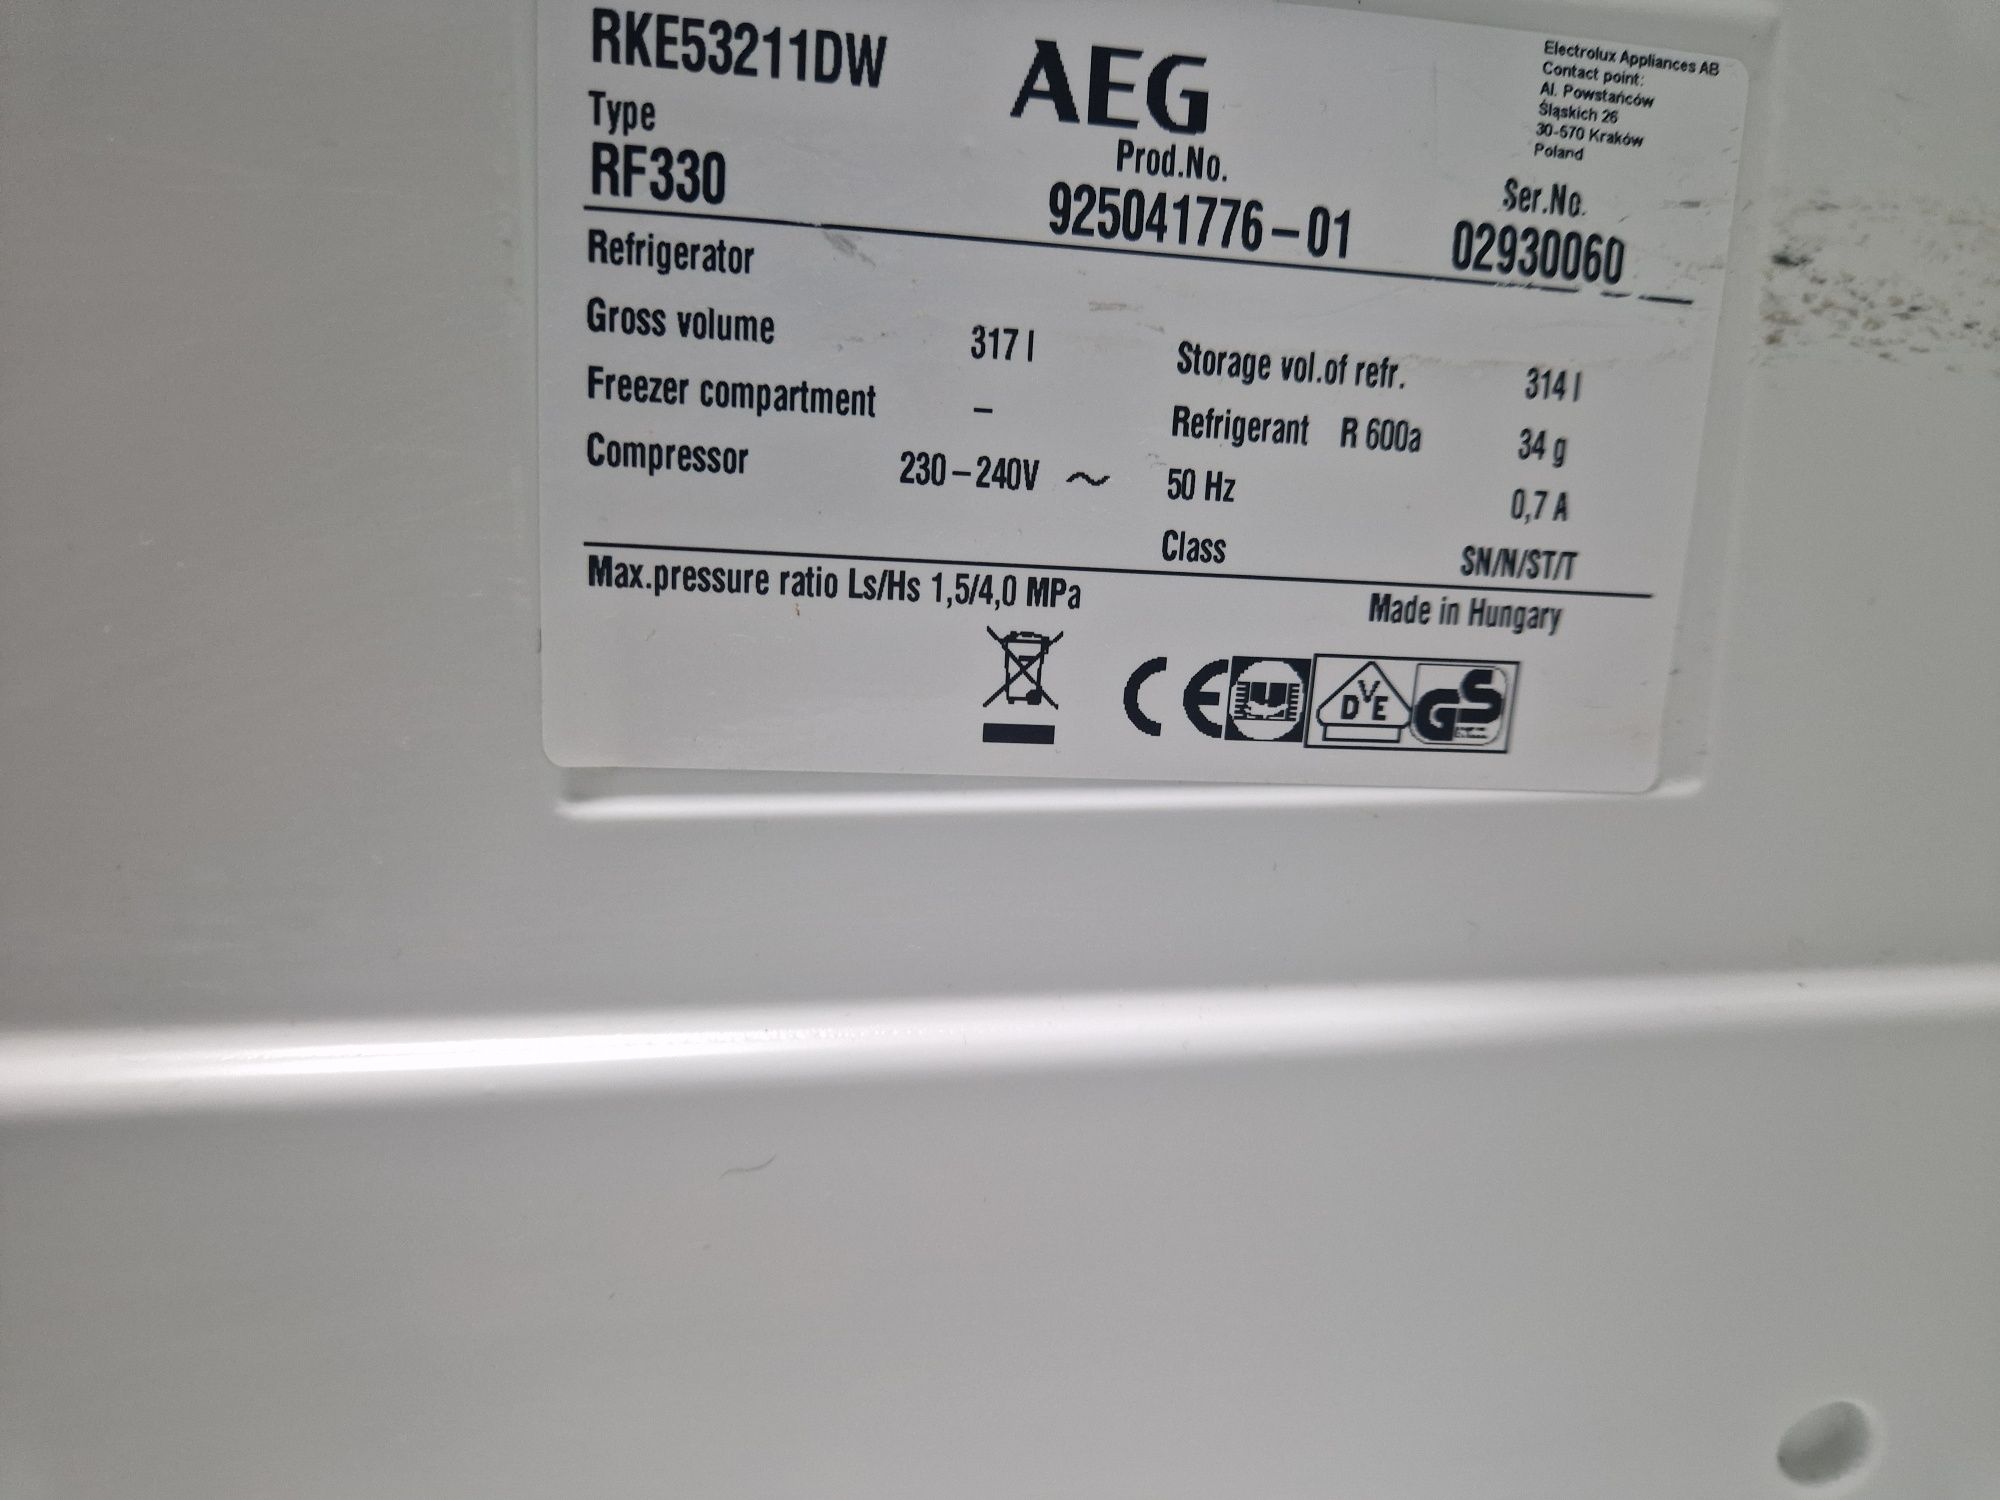 RKE53211DW
AEG
Electrolux Appliances AB
Contact point:
Al. Powstańców
Śląskich 26
30-570 Kraków
Poland
Type
RF330
Prod.No.
925041776-01
Ser.No.
02930060
Refrigerator
Gross volume 317 l
Storage vol.of refr. 314 l
Freezer compartment –
Refrigerant R 600a 34 g
Compressor 230-240V ~ 50 Hz 0,7 A
Class SN/N/ST/T
Max.pressure ratio Ls/Hs 1,5/4,0 MPa
Made in Hungary
CE
DVE
GS